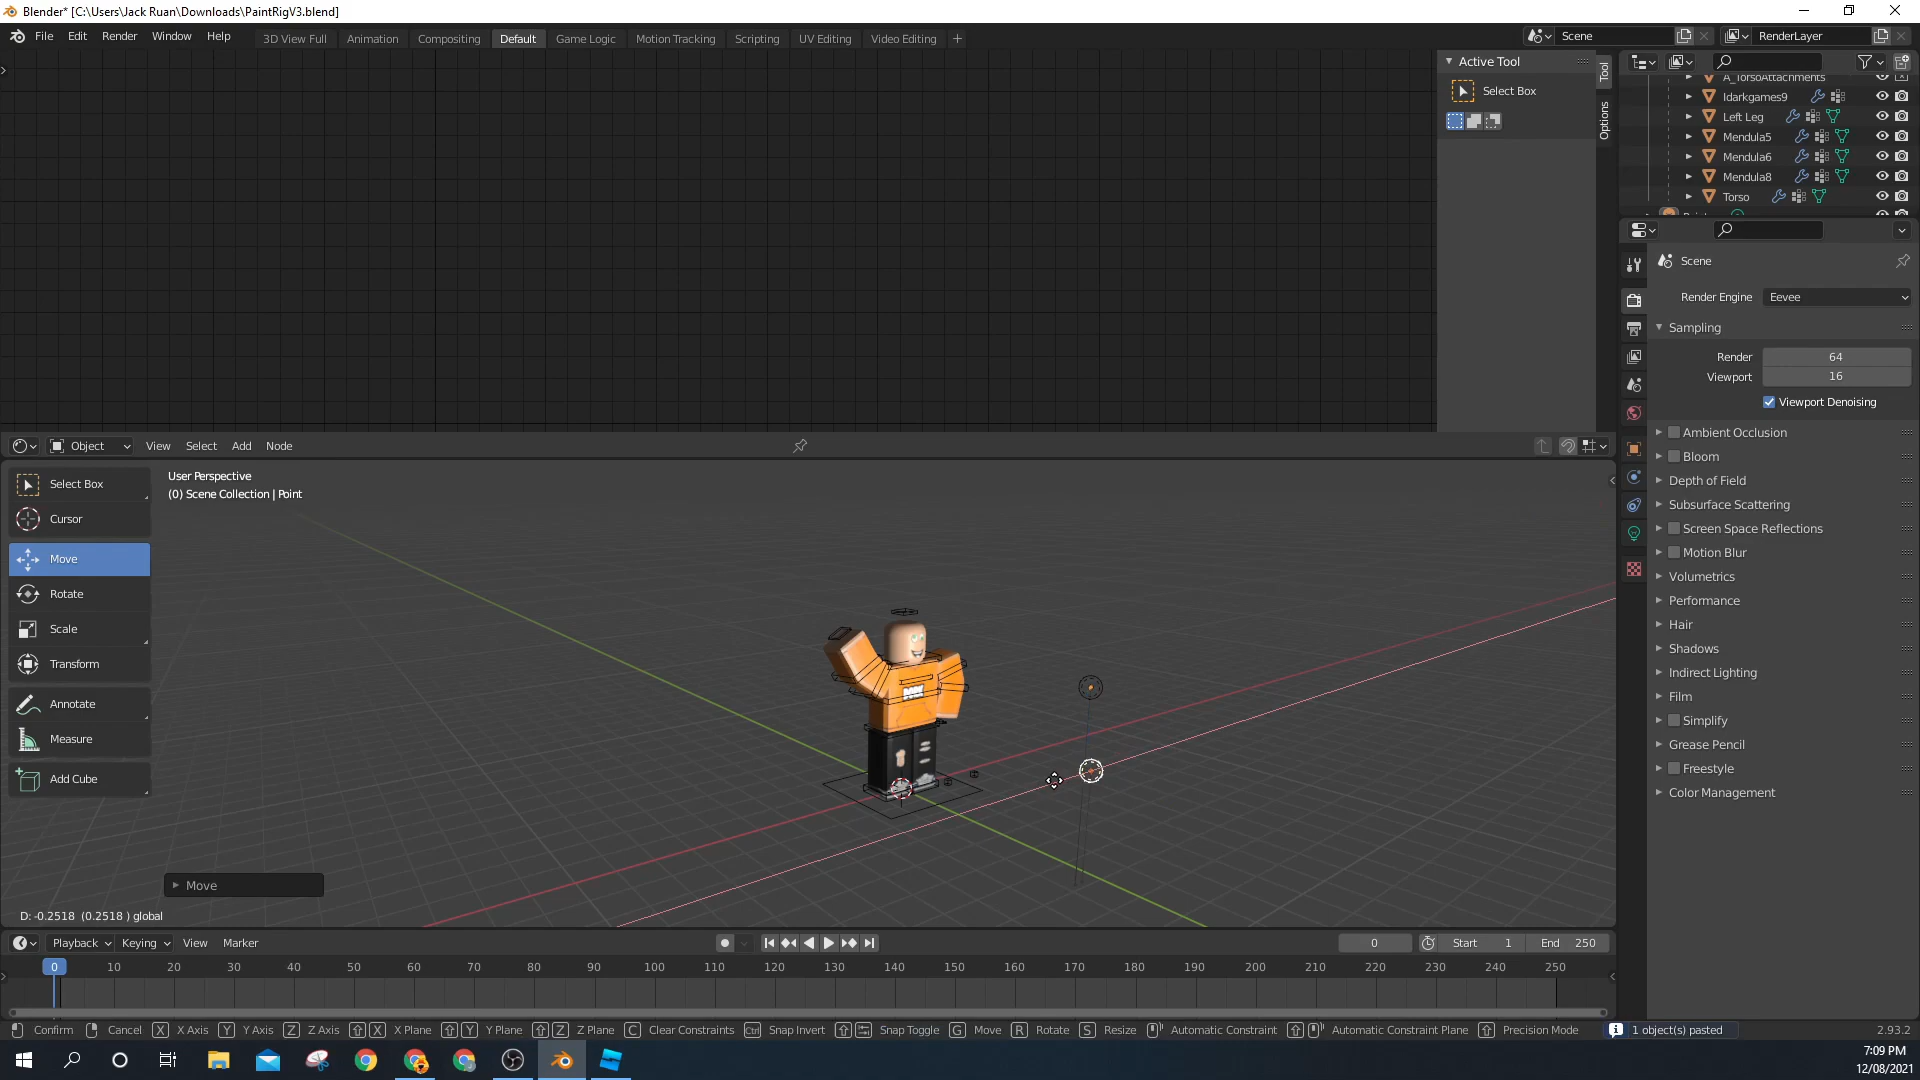 Blender* [C:\Users\Jack Ruan\Downloads\PaintRigV3.blend]
File Edit Render Window Help
3D View Full Animation Compositing Default Game Logic Motion Tracking Scripting UV Editing Video Editing +
Scene
RenderLayer
Active Tool
Select Box
Tool
Options
A_TorsoAttachments
Idarkgames9
Left Leg
Mendula5
Mendula6
Mendula8
Torso
Scene
Render Engine Eevee
Sampling
Render 64
Viewport 16
Viewport Denoising
Ambient Occlusion
Bloom
Depth of Field
Subsurface Scattering
Screen Space Reflections
Motion Blur
Volumetrics
Performance
Hair
Shadows
Indirect Lighting
Film
Simplify
Grease Pencil
Freestyle
Color Management
Object View Select Add Node
User Perspective
(0) Scene Collection | Point
Select Box
Cursor
Move
Rotate
Scale
Transform
Annotate
Measure
Add Cube
Move
D: -0.2518 (0.2518 ) global
Playback Keying View Marker
0 Start 1 End 250
0 10 20 30 40 50 60 70 80 90 100 110 120 130 140 150 160 170 180 190 200 210 220 230 240 250
Confirm Cancel X X Axis Y Y Axis Z Z Axis X X Plane Y Y Plane Z Z Plane C Clear Constraints Ctrl Snap Invert Snap Toggle G Move R Rotate S Resize Automatic Constraint Automatic Constraint Plane Precision Mode 1 object(s) pasted 2.93.2
7:09 PM
12/08/2021